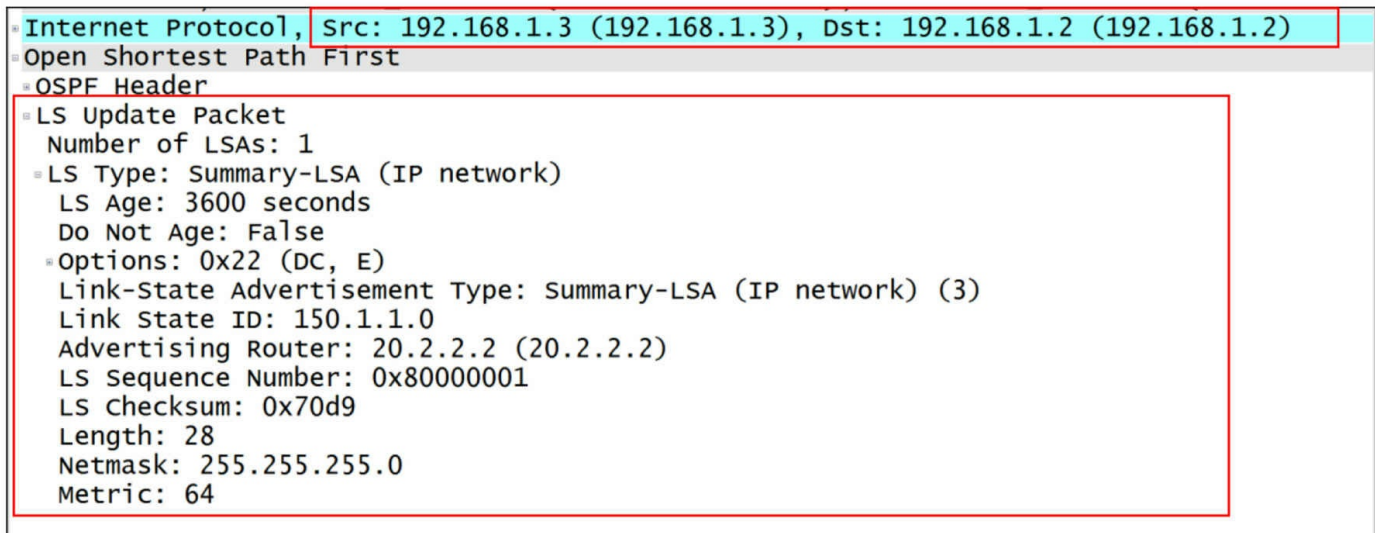 Internet Protocol, Src: 192.168.1.3 (192.168.1.3), Dst: 192.168.1.2 (192.168.1.2)
Open Shortest Path First
OSPF Header
LS Update Packet
Number of LSAs: 1
LS Type: Summary-LSA (IP network)
LS Age: 3600 seconds
Do Not Age: False
Options: 0x22 (DC, E)
Link-State Advertisement Type: Summary-LSA (IP network) (3)
Link State ID: 150.1.1.0
Advertising Router: 20.2.2.2 (20.2.2.2)
LS Sequence Number: 0x80000001
LS Checksum: 0x70d9
Length: 28
Netmask: 255.255.255.0
Metric: 64